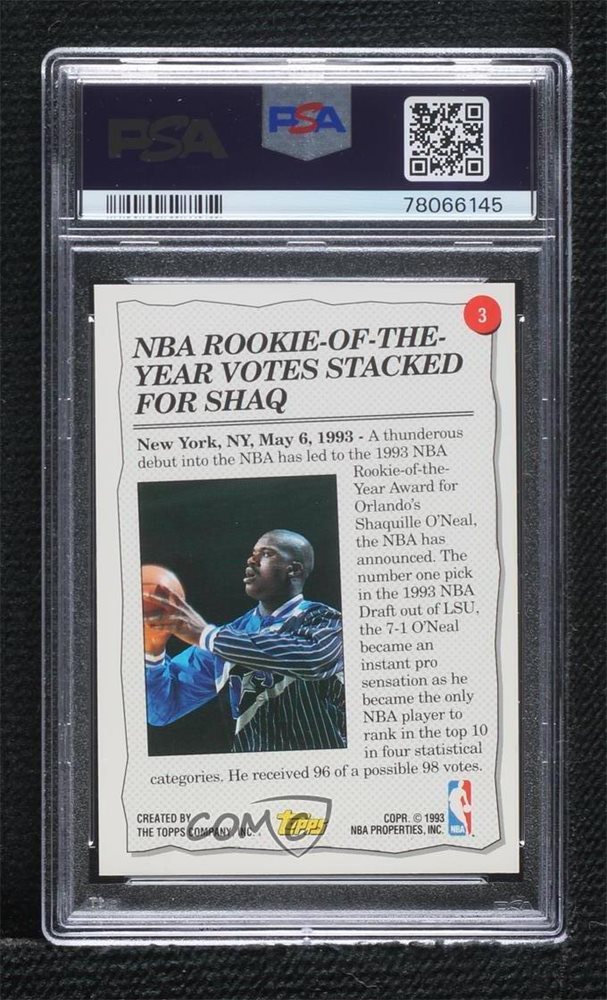 PSA
PSA
78066145
3
NBA ROOKIE-OF-THE-
YEAR VOTES STACKED
FOR SHAQ
New York, NY, May 6, 1993 - A thunderous
debut into the NBA has led to the 1993 NBA
Rookie-of-the-
Year Award for
Orlando's
Shaquille O'Neal,
the NBA has
announced. The
number one pick
in the 1993 NBA
Draft out of LSU,
the 7-1 O'Neal
became an
instant pro
sensation as he
became the only
NBA player to
rank in the top 10
in four statistical
categories. He received 96 of a possible 98 votes.
CREATED BY
THE TOPPS COMPANY, INC.
COMC
Topps
COPR. © 1993
NBA PROPERTIES, INC.
NBA
PSA